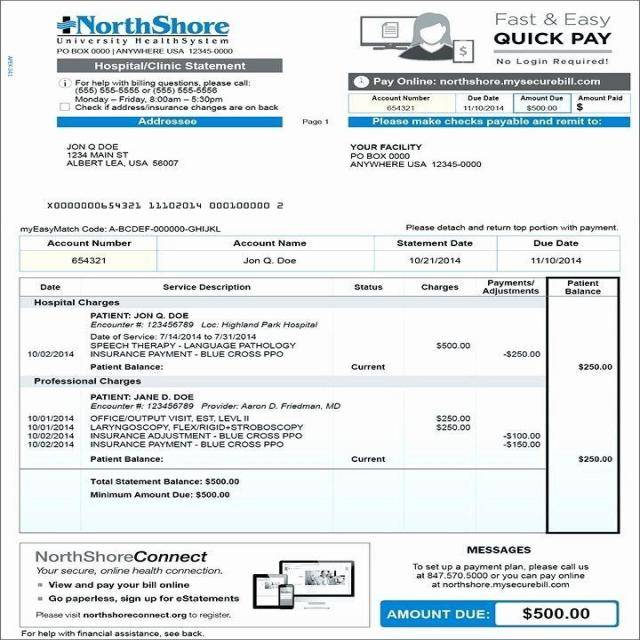 NorthShore
University HealthSystem
PO BOX 0000 | ANYWHERE USA 12345-0000
Hospital/Clinic Statement
For help with billing questions, please call:
(555) 555-5555 or (555) 555-5556
Monday – Friday, 8:00am – 5:30pm
Check if address/insurance changes are on back
Addressee
Page 1
Fast & Easy
QUICK PAY
No Login Required!
Pay Online: northshore.mysecurebill.com
Account Number Due Date Amount Due Amount Paid
654321 11/10/2014 $500.00 $
Please make checks payable and remit to:
JON Q DOE
1234 MAIN ST
ALBERT LEA, USA 56007
YOUR FACILITY
PO BOX 0000
ANYWHERE USA 12345-0000
X0000000654321 11102014 000100000 2
myEasyMatch Code: A-BCDEF-000000-GHIJKL
Please detach and return top portion with payment.
Account Number Account Name Statement Date Due Date
654321 Jon Q. Doe 10/21/2014 11/10/2014
Date Service Description Status Charges Payments/Adjustments Patient Balance
Hospital Charges
PATIENT: JON Q. DOE
Encounter #: 123456789 Loc: Highland Park Hospital
Date of Service: 7/14/2014 to 7/31/2014
SPEECH THERAPY - LANGUAGE PATHOLOGY $500.00
10/02/2014 INSURANCE PAYMENT - BLUE CROSS PPO -$250.00
Patient Balance: Current $250.00
Professional Charges
PATIENT: JANE D. DOE
Encounter #: 123456789 Provider: Aaron D. Friedman, MD
10/01/2014 OFFICE/OUTPUT VISIT, EST, LEVL II $250.00
10/01/2014 LARYNGOSCOPY, FLEX/RIGID+STROBOSCOPY $250.00
10/02/2014 INSURANCE ADJUSTMENT - BLUE CROSS PPO -$100.00
10/02/2014 INSURANCE PAYMENT - BLUE CROSS PPO -$150.00
Patient Balance: Current $250.00
Total Statement Balance: $500.00
Minimum Amount Due: $500.00
NorthShoreConnect
Your secure, online health connection.
View and pay your bill online
Go paperless, sign up for eStatements
Please visit northshoreconnect.org to register.
For help with financial assistance, see back.
MESSAGES
To set up a payment plan, please call us
at 847.570.5000 or you can pay online
at northshore.mysecurebill.com
AMOUNT DUE: $500.00